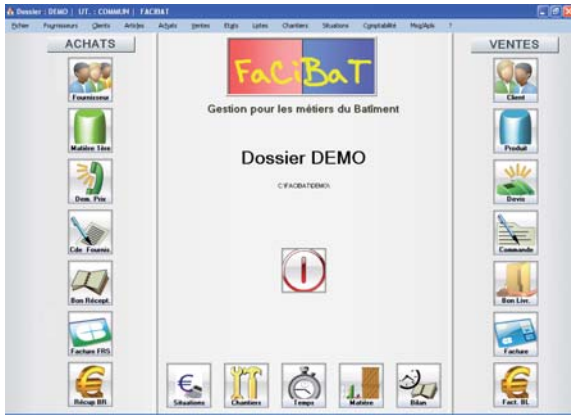 Dossier : DEMO | UT. : COMMUN | FACIBAT
Fichier Fournisseurs Clients Articles Achats Ventes Etats Listes Chantiers Situations Comptabilité Msg/Aplis ?
ACHATS
VENTES
FaCiBaT
Gestion pour les métiers du Batîment
Dossier DEMO
C:\FACIBAT\DEMO\
Fournisseur
Matière 1ère
Dem. Prix
Cde Fournis.
Bon Récept.
Facture FRS
Récup BR
Client
Produit
Devis
Commande
Bon Livr.
Facture
Fact. BL
Situations
Chantiers
Temps
Matière
Bilan